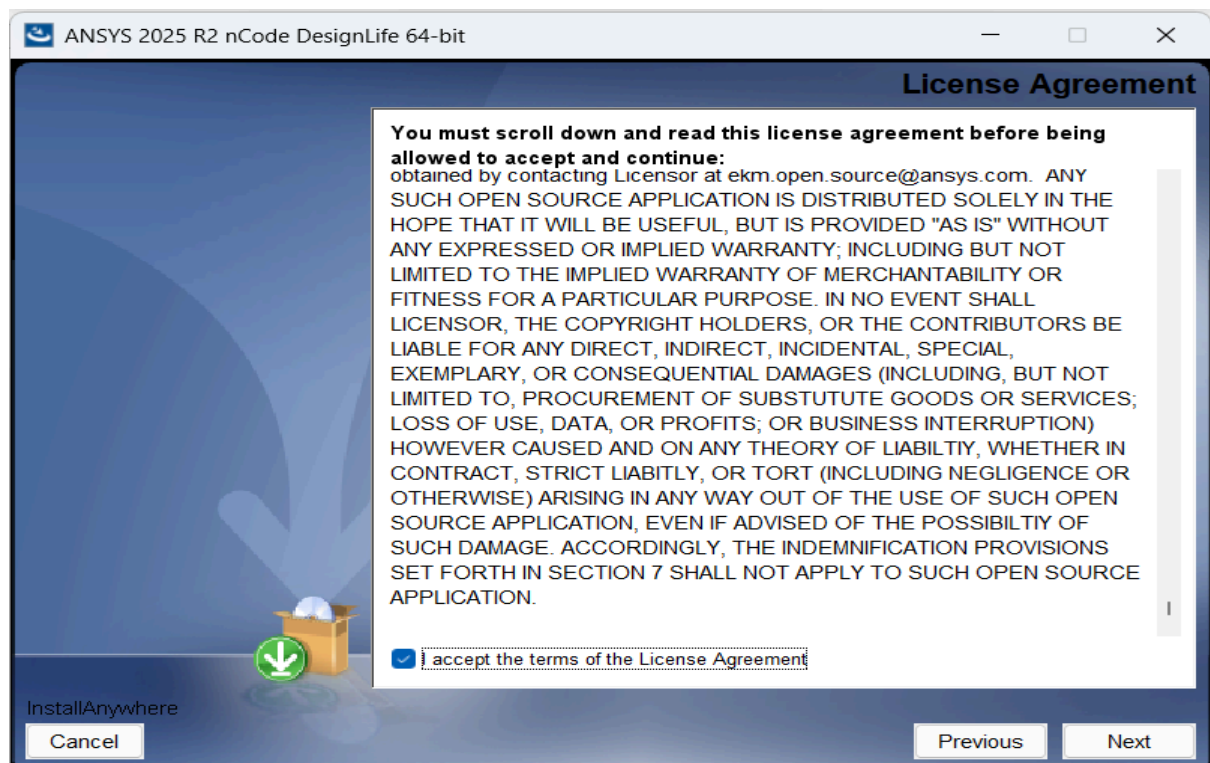 ANSYS 2025 R2 nCode DesignLife 64-bit
License Agreement
You must scroll down and read this license agreement before being
allowed to accept and continue:
obtained by contacting Licensor at ekm.open.source@ansys.com.  ANY
SUCH OPEN SOURCE APPLICATION IS DISTRIBUTED SOLELY IN THE
HOPE THAT IT WILL BE USEFUL, BUT IS PROVIDED "AS IS" WITHOUT
ANY EXPRESSED OR IMPLIED WARRANTY; INCLUDING BUT NOT
LIMITED TO THE IMPLIED WARRANTY OF MERCHANTABILITY OR
FITNESS FOR A PARTICULAR PURPOSE. IN NO EVENT SHALL
LICENSOR, THE COPYRIGHT HOLDERS, OR THE CONTRIBUTORS BE
LIABLE FOR ANY DIRECT, INDIRECT, INCIDENTAL, SPECIAL,
EXEMPLARY, OR CONSEQUENTIAL DAMAGES (INCLUDING, BUT NOT
LIMITED TO, PROCUREMENT OF SUBSTUTUTE GOODS OR SERVICES;
LOSS OF USE, DATA, OR PROFITS; OR BUSINESS INTERRUPTION)
HOWEVER CAUSED AND ON ANY THEORY OF LIABILTIY, WHETHER IN
CONTRACT, STRICT LIABITLY, OR TORT (INCLUDING NEGLIGENCE OR
OTHERWISE) ARISING IN ANY WAY OUT OF THE USE OF SUCH OPEN
SOURCE APPLICATION, EVEN IF ADVISED OF THE POSSIBILTIY OF
SUCH DAMAGE. ACCORDINGLY, THE INDEMNIFICATION PROVISIONS
SET FORTH IN SECTION 7 SHALL NOT APPLY TO SUCH OPEN SOURCE
APPLICATION.
I accept the terms of the License Agreement
InstallAnywhere
Cancel
Previous
Next